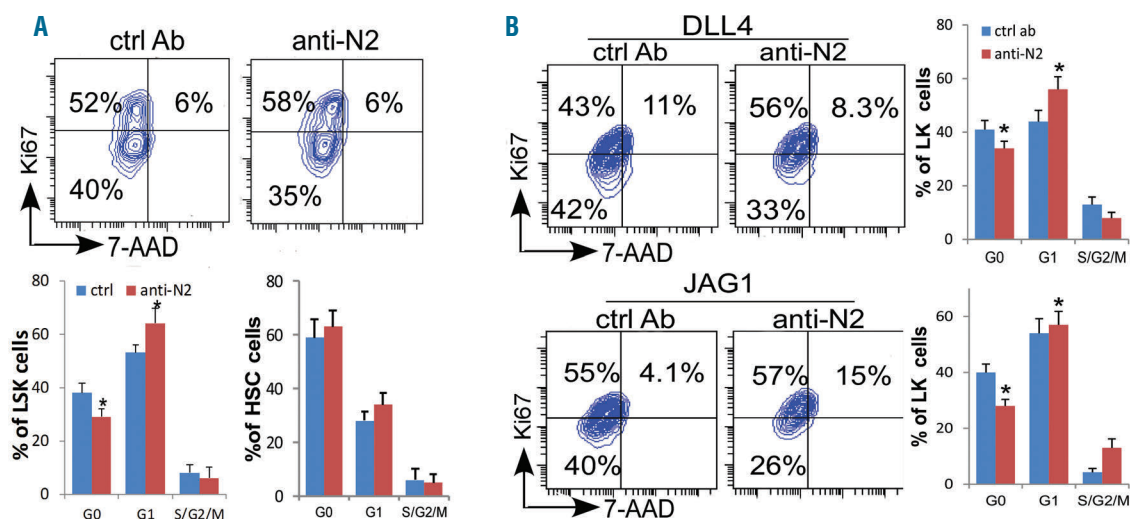 A
ctrl Ab
anti-N2
52%
6%
40%
58%
6%
35%
Ki67
7-AAD
80
60
40
20
0
% of LSK cells
ctrl
anti-N2
*
*
G0
G1
S/G2/M
80
60
40
20
0
%of HSC cells
G0
G1
S/G2/M
B
DLL4
ctrl Ab
anti-N2
43%
11%
42%
56%
8.3%
33%
Ki67
7-AAD
80
60
40
20
0
% of LK cells
ctrl ab
anti-N2
*
*
G0
G1
S/G2/M
JAG1
ctrl Ab
anti-N2
55%
4.1%
40%
57%
15%
26%
Ki67
7-AAD
80
60
40
20
0
% of LK cells
*
*
G0
G1
S/G2/M